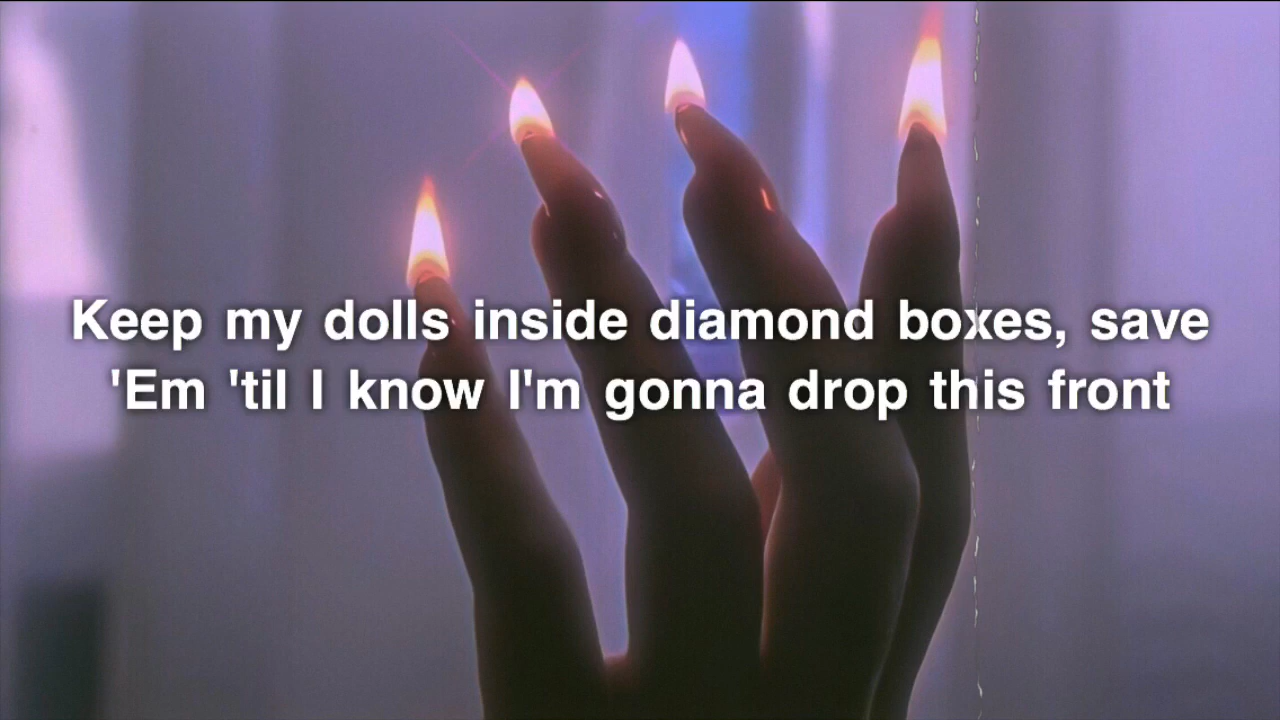 Keep my dolls inside diamond boxes, save
'Em 'til I know I'm gonna drop this front